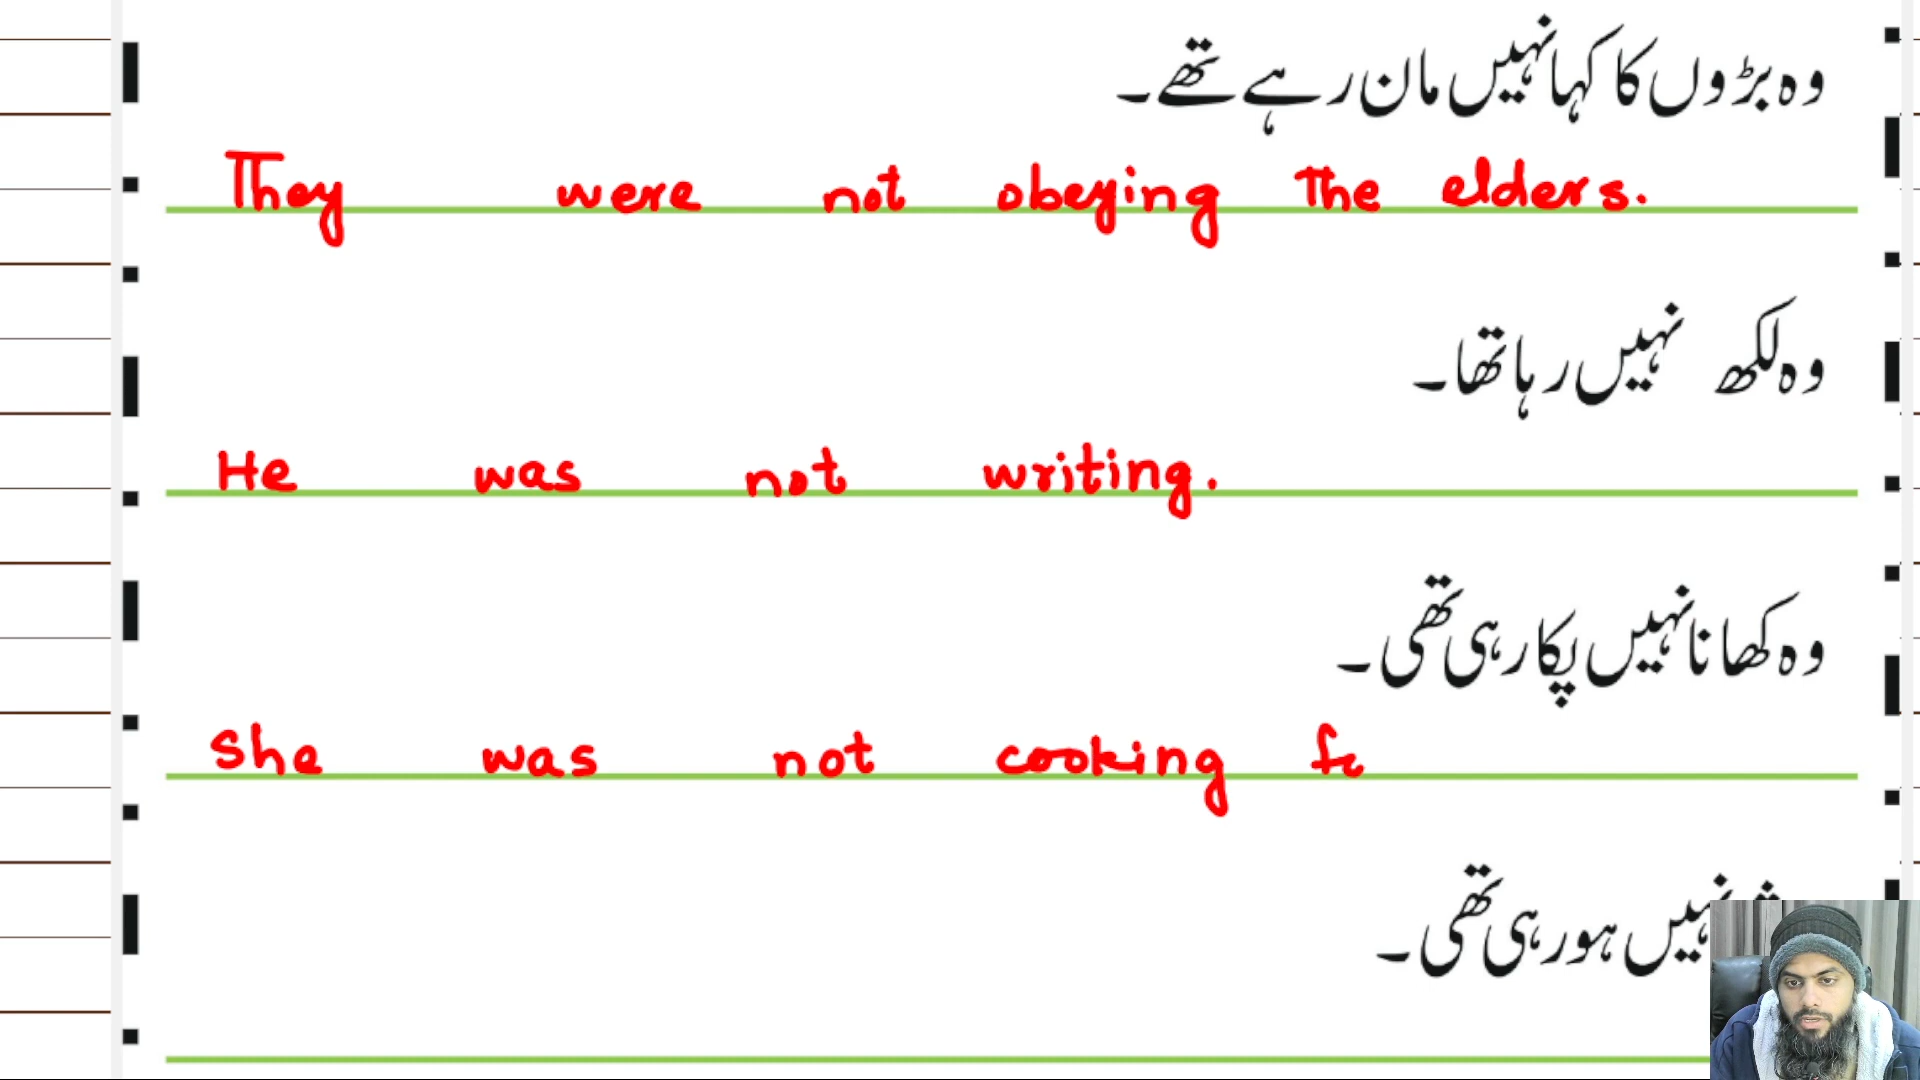 وہ بڑوں کا کہا نہیں مان رہے تھے۔
They were not obeying the elders.
وہ لکھ نہیں رہا تھا۔
He was not writing.
وہ کھانا نہیں پکا رہی تھی۔
She was not cooking fc
نہیں ہو رہی تھی۔